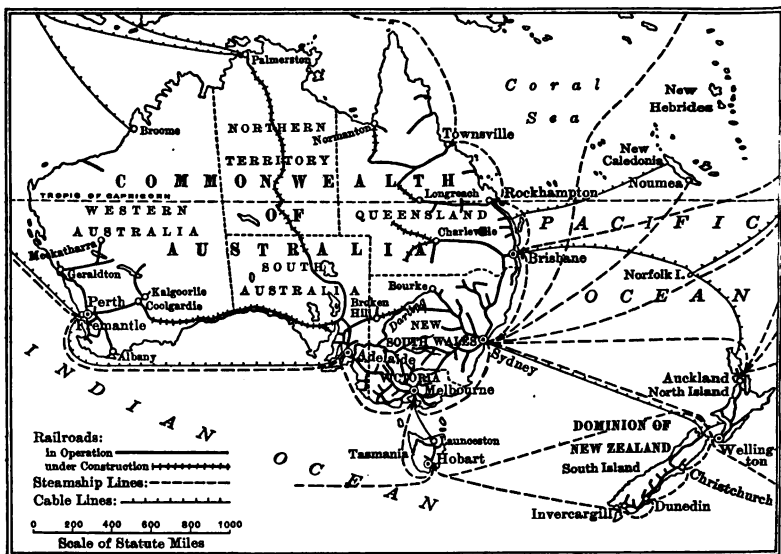 Palmerston
Coral
Sea
New
Hebrides
Broome
NORTHERN
Normanton
Townsville
TERRITORY
New
Caledonia
COMMONWEALTH
Longreach
Rockhampton
Noumea
TROPIC OF CAPRICORN
WESTERN
AUSTRALIA
OF
QUEENSLAND
PACIFIC
Meekatharra
AUSTRALIA
Charleville
Geraldton
SOUTH
AUSTRALIA
Brisbane
Norfolk I.
Kalgoorlie
Coolgardie
Bourke
OCEAN
Perth
Fremantle
Broken
Hill
Darling
NEW
SOUTH WALES
Sydney
Albany
Adelaide
VICTORIA
Melbourne
Auckland
North Island
INDIAN
OCEAN
Launceston
Tasmania
Hobart
DOMINION OF
NEW ZEALAND
South Island
Welling-
ton
Christchurch
Dunedin
Invercargill
Railroads:
in Operation
under Construction
Steamship Lines:
Cable Lines:
0 200 400 600 800 1000
Scale of Statute Miles